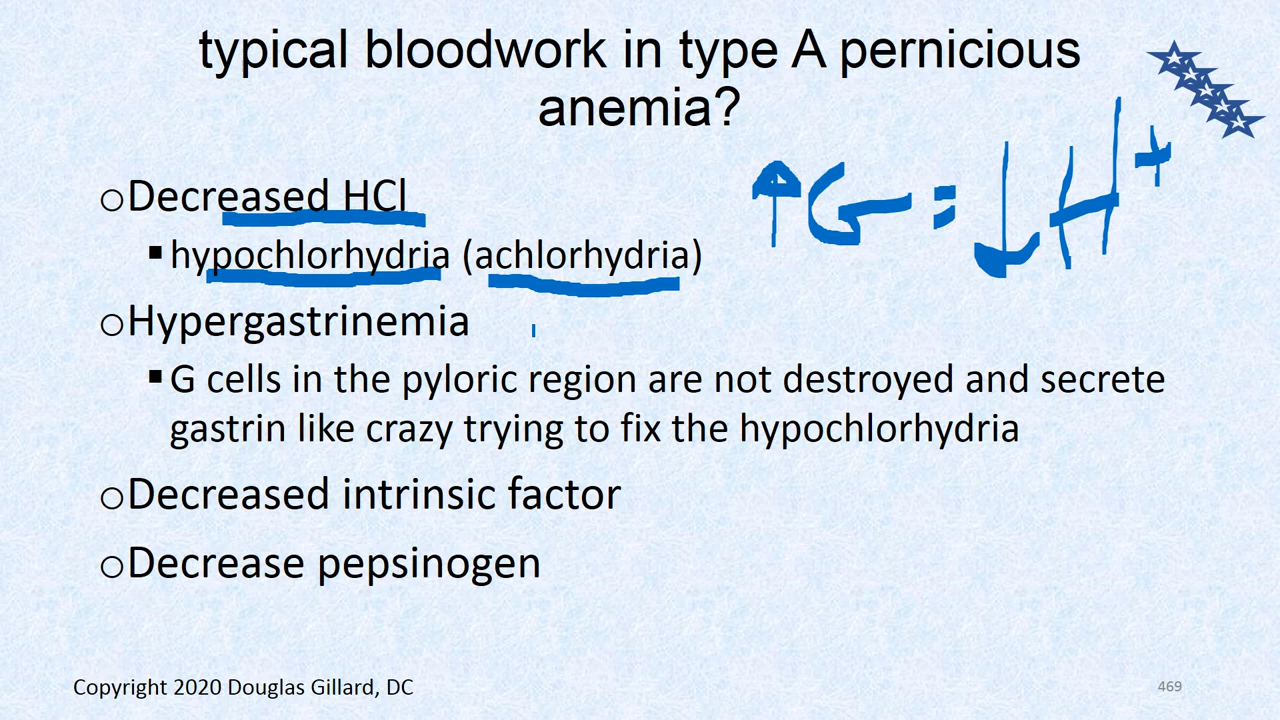 typical bloodwork in type A pernicious
anemia?
↑G = ↓H+
○Decreased HCl
▪hypochlorhydria (achlorhydria)
○Hypergastrinemia
▪G cells in the pyloric region are not destroyed and secrete
gastrin like crazy trying to fix the hypochlorhydria
○Decreased intrinsic factor
○Decrease pepsinogen
Copyright 2020 Douglas Gillard, DC
469